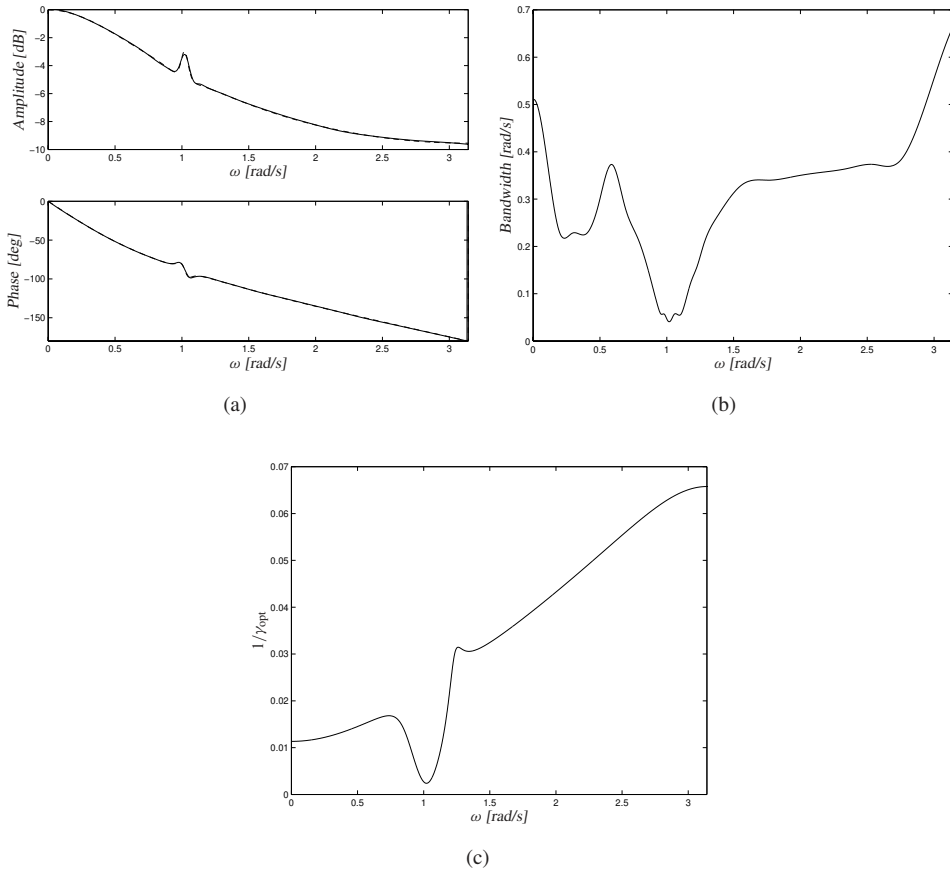 0
−2
−4
−6
−8
−10
Amplitude [dB]
0 0.5 1 1.5 2 2.5 3
ω [rad/s]
0
−50
−100
−150
Phase [deg]
0 0.5 1 1.5 2 2.5 3
ω [rad/s]
(a)
0.7
0.6
0.5
0.4
0.3
0.2
0.1
0
Bandwidth [rad/s]
0 0.5 1 1.5 2 2.5 3
ω [rad/s]
(b)
0.07
0.06
0.05
0.04
0.03
0.02
0.01
0
1/γopt
0 0.5 1 1.5 2 2.5 3
ω [rad/s]
(c)